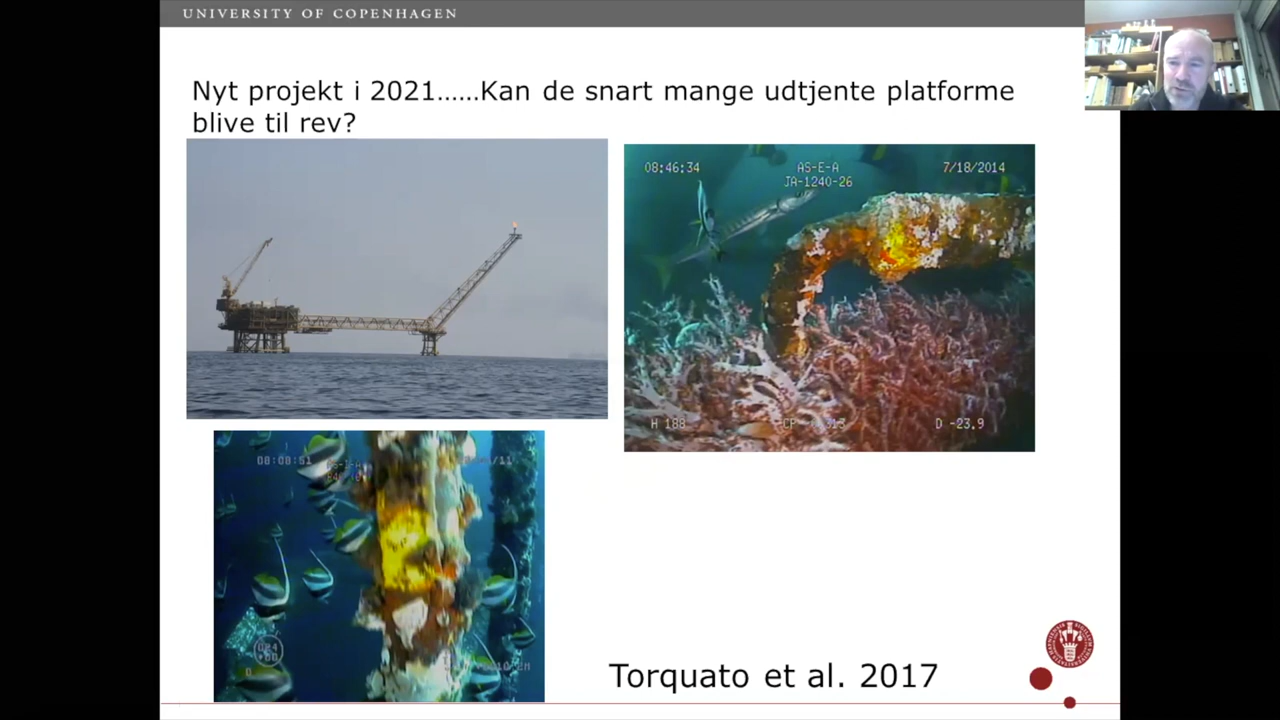 UNIVERSITY OF COPENHAGEN
Nyt projekt i 2021......Kan de snart mange udtjente platforme
blive til rev?
08:46:34 AS-E-A 7/18/2014
JA-1240-26
H 188 D -23.9
08:08:51
Torquato et al. 2017